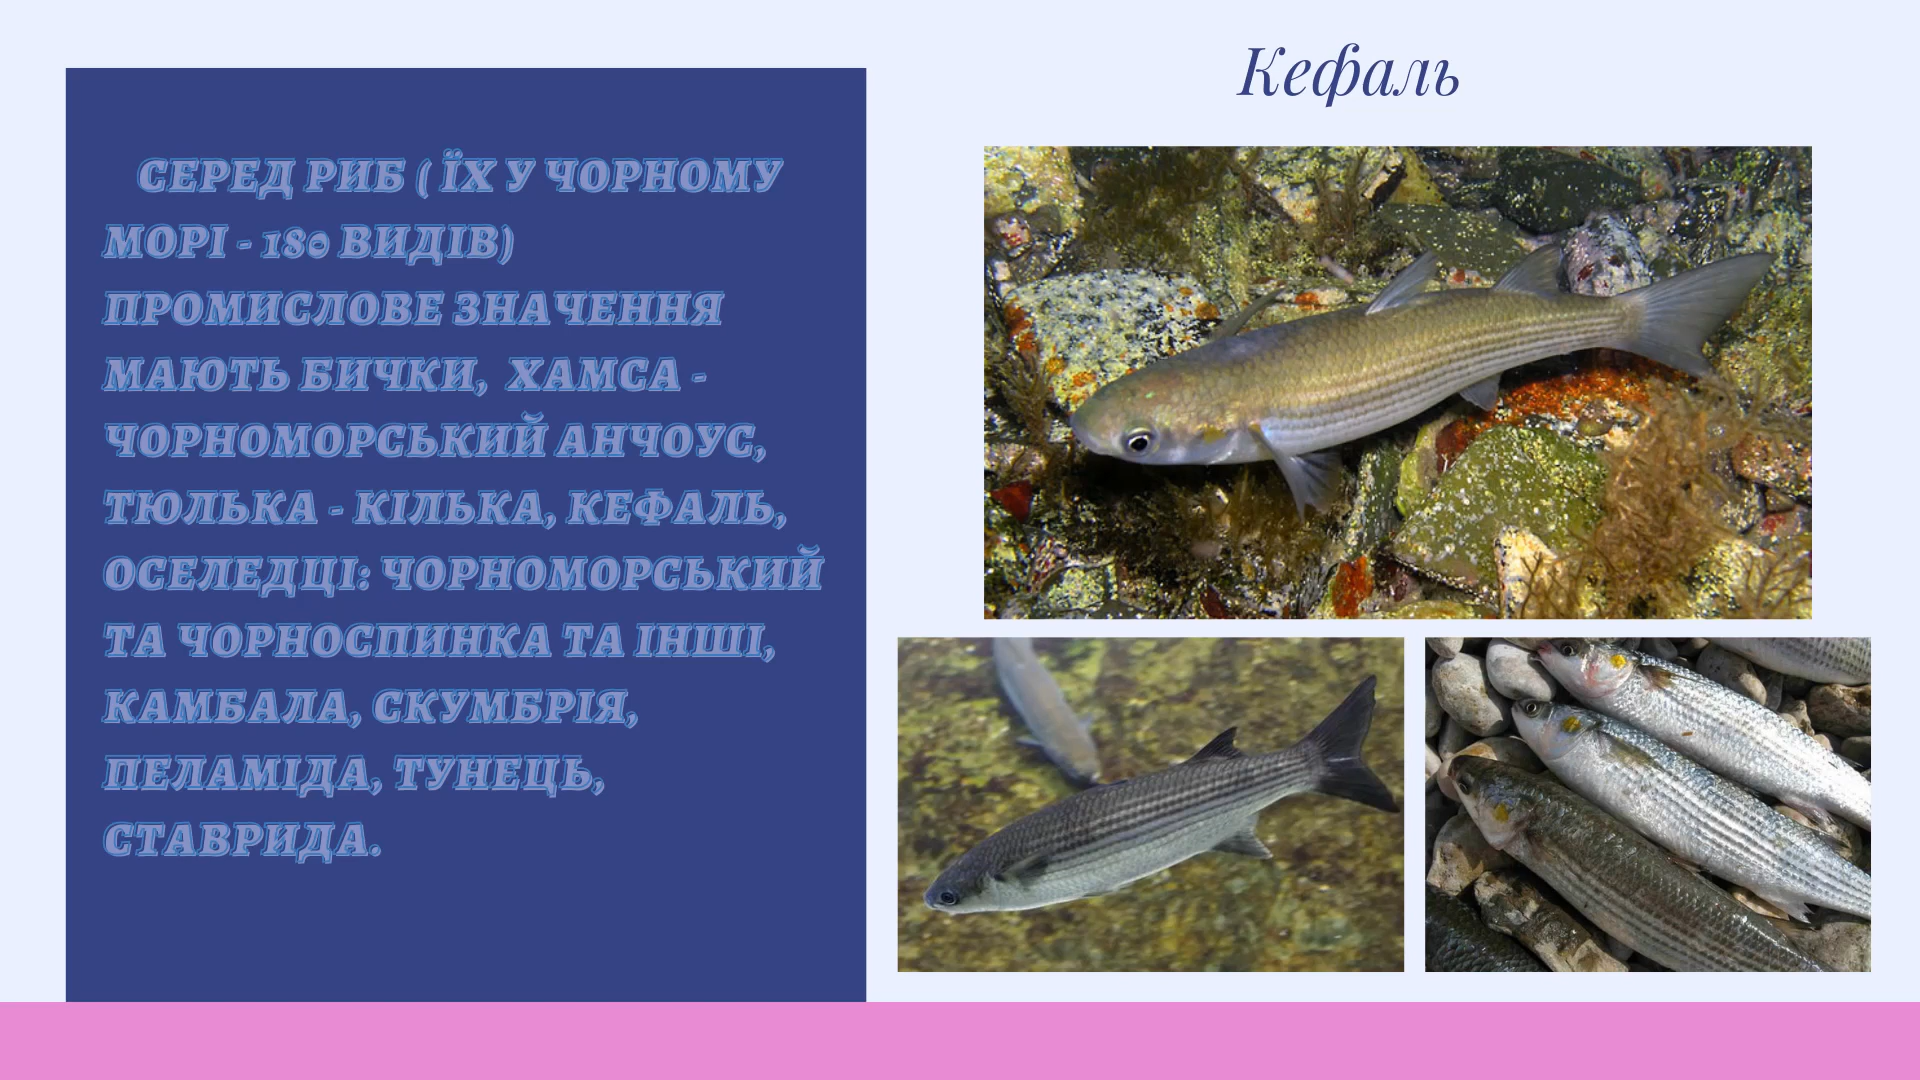 Кефаль
СЕРЕД РИБ ( ЇХ У ЧОРНОМУ
МОРІ - 180 ВИДІВ)
ПРОМИСЛОВЕ ЗНАЧЕННЯ
МАЮТЬ БИЧКИ, ХАМСА -
ЧОРНОМОРСЬКИЙ АНЧОУС,
ТЮЛЬКА - КІЛЬКА, КЕФАЛЬ,
ОСЕЛЕДЦІ: ЧОРНОМОРСЬКИЙ
ТА ЧОРНОСПИНКА ТА ІНШІ,
КАМБАЛА, СКУМБРІЯ,
ПЕЛАМІДА, ТУНЕЦЬ,
СТАВРИДА.